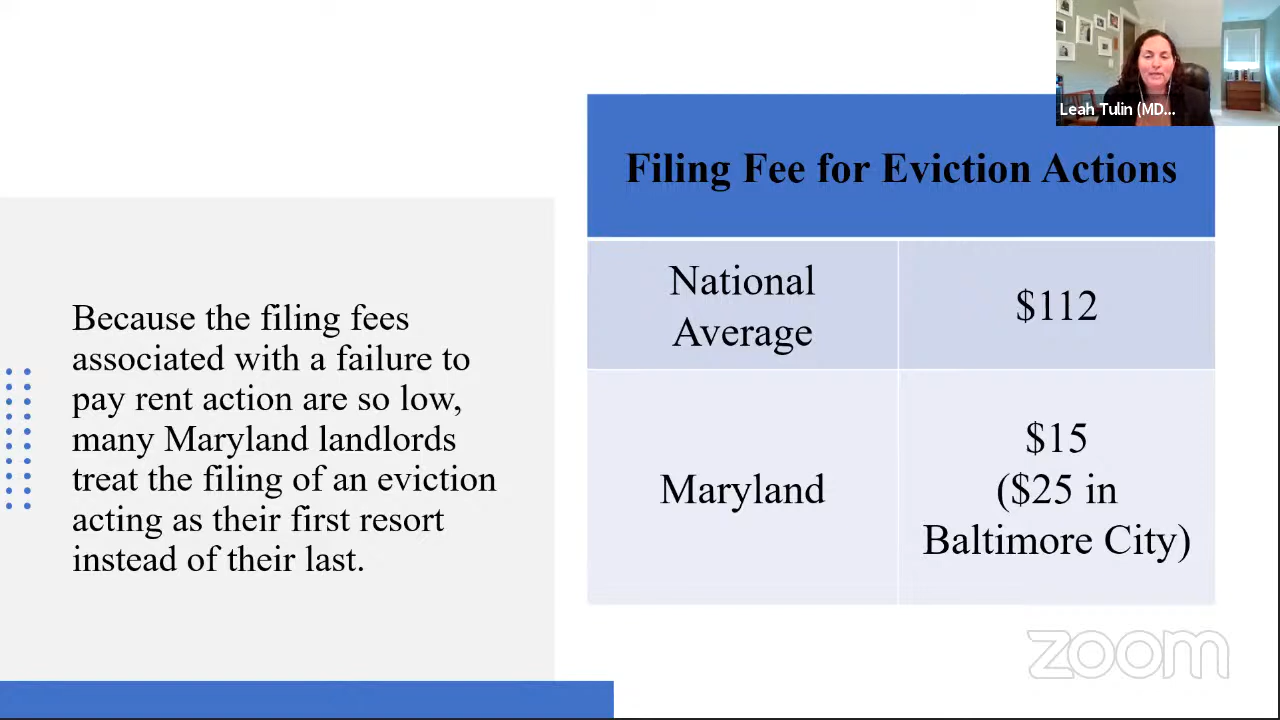 Leah Tulin (MD...
Filing Fee for Eviction Actions
Because the filing fees
associated with a failure to
pay rent action are so low,
many Maryland landlords
treat the filing of an eviction
acting as their first resort
instead of their last.
National
Average
$112
Maryland
$15
($25 in
Baltimore City)
zoom